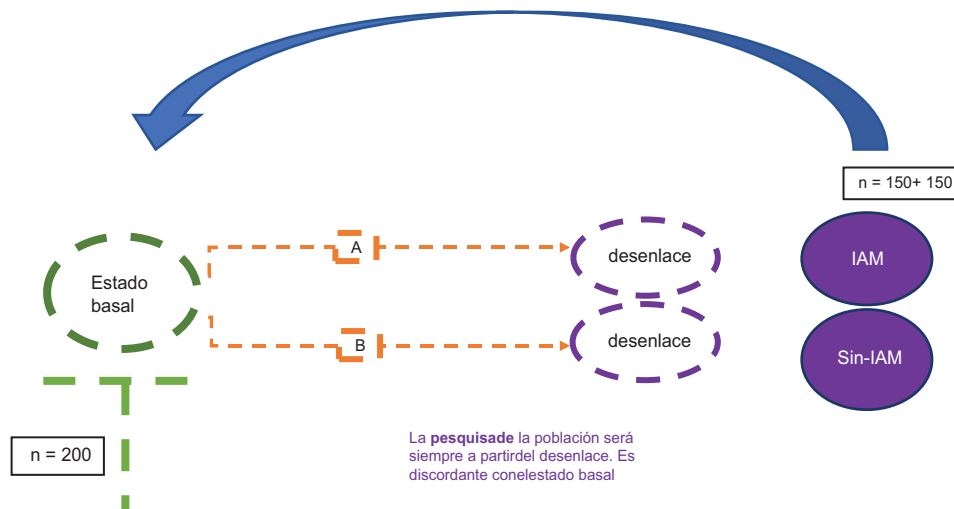 n = 150+ 150
A
desenlace
IAM
Estado
basal
B
desenlace
Sin-IAM
n = 200
La pesquisade la población será
siempre a partirdel desenlace. Es
discordante conelestado basal